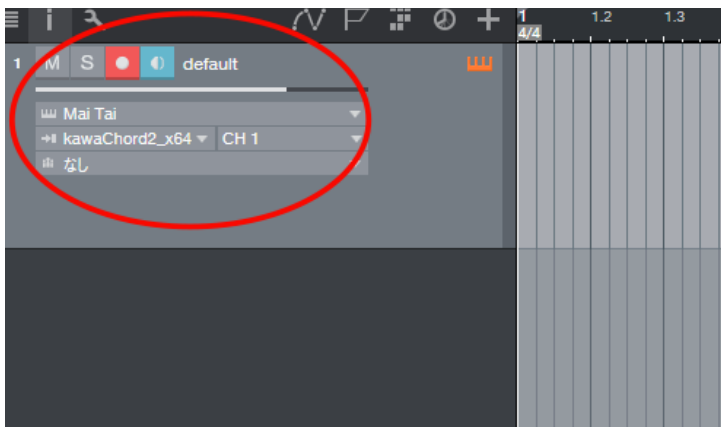 1 1.2 1.3
4/4
1 M S default
Mai Tai
kawaChord2_x64 CH 1
なし